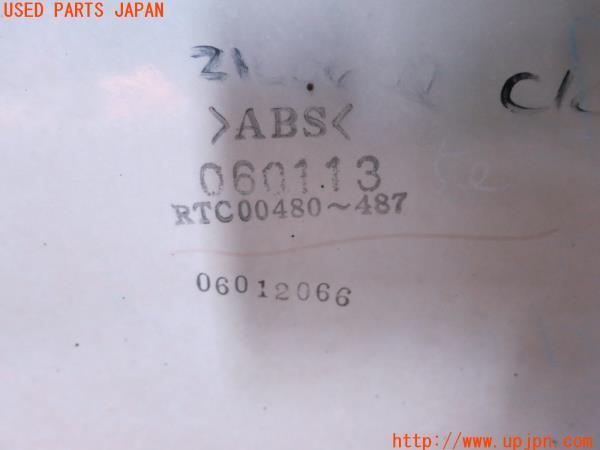 USED PARTS JAPAN
>ABS<
060113
RTC00480~487
06012066
http://www.upjpn.com/